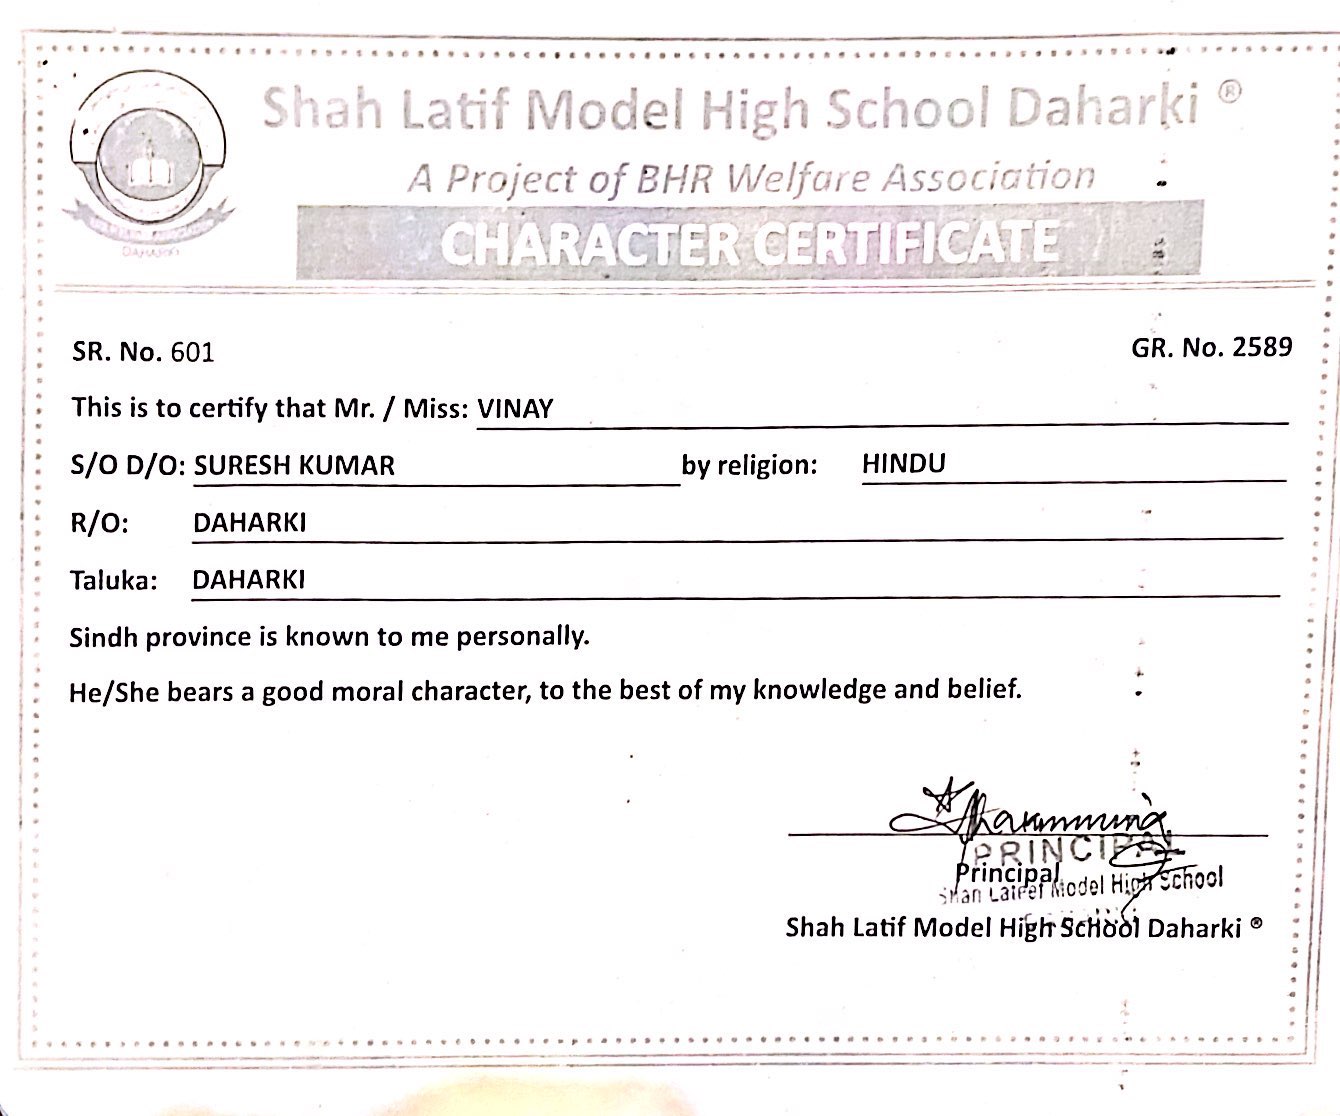 Shah Latif Model High School Daharki ®
A Project of BHR Welfare Association
CHARACTER CERTIFICATE
DAHARKI
SR. No. 601
GR. No. 2589
This is to certify that Mr. / Miss: VINAY
S/O D/O: SURESH KUMAR by religion: HINDU
R/O: DAHARKI
Taluka: DAHARKI
Sindh province is known to me personally.
He/She bears a good moral character, to the best of my knowledge and belief.
PRINCIPAL
Principal
Shah Model High School
Shah Latif Model High School Daharki ®